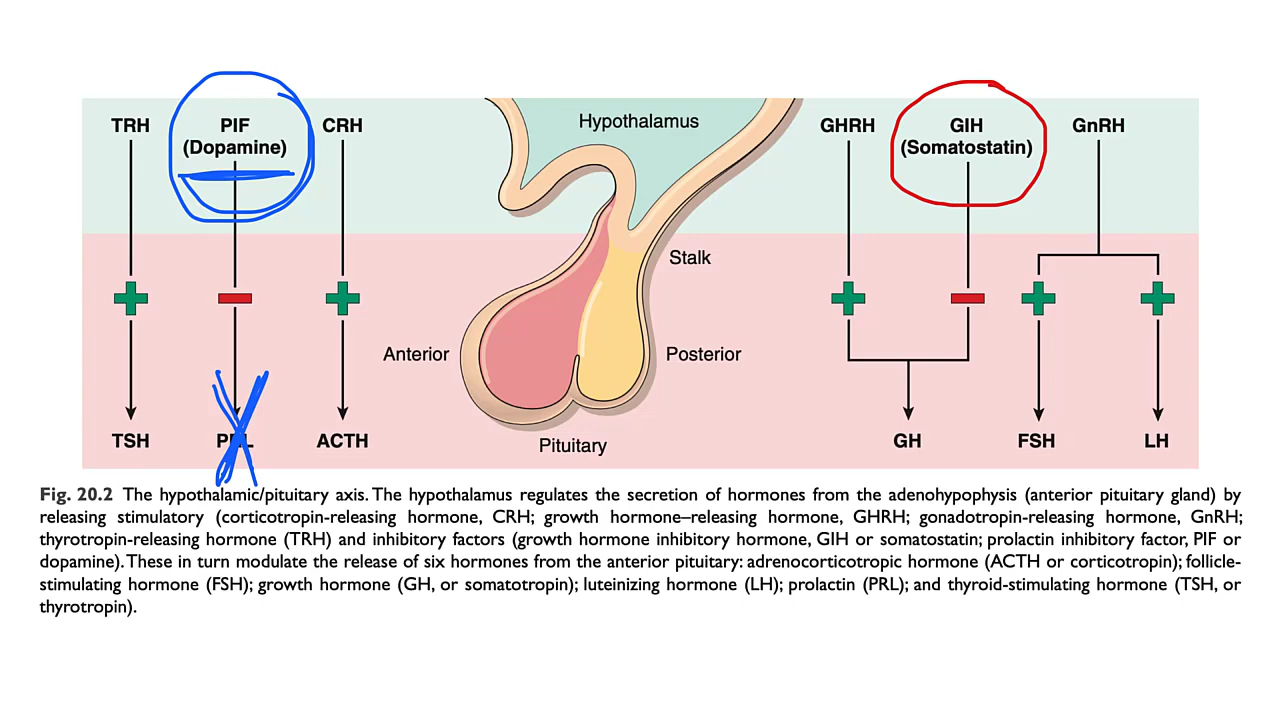 TRH PIF CRH Hypothalamus GHRH GIH GnRH
(Dopamine) (Somatostatin)
Stalk
Anterior Posterior
TSH PRL ACTH Pituitary GH FSH LH
Fig. 20.2 The hypothalamic/pituitary axis. The hypothalamus regulates the secretion of hormones from the adenohypophysis (anterior pituitary gland) by
releasing stimulatory (corticotropin-releasing hormone, CRH; growth hormone–releasing hormone, GHRH; gonadotropin-releasing hormone, GnRH;
thyrotropin-releasing hormone (TRH) and inhibitory factors (growth hormone inhibitory hormone, GIH or somatostatin; prolactin inhibitory factor, PIF or
dopamine). These in turn modulate the release of six hormones from the anterior pituitary: adrenocorticotropic hormone (ACTH or corticotropin); follicle-
stimulating hormone (FSH); growth hormone (GH, or somatotropin); luteinizing hormone (LH); prolactin (PRL); and thyroid-stimulating hormone (TSH, or
thyrotropin).